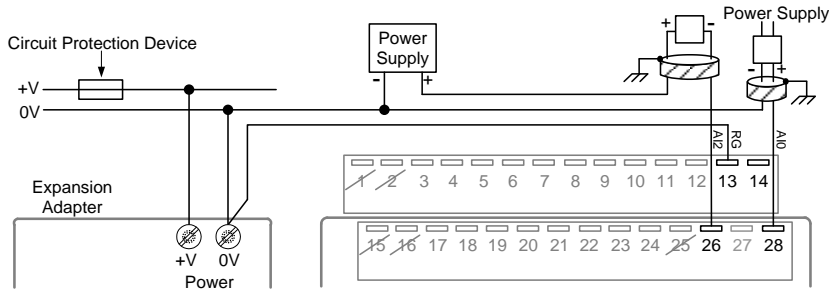 Power Supply
+ -
Circuit Protection Device
Power
Supply
- +
- +
+V
0V
AI2
RG
AI0
1 2 3 4 5 6 7 8 9 10 11 12 13 14
Expansion
Adapter
15 16 17 18 19 20 21 22 23 24 25 26 27 28
+V 0V
Power